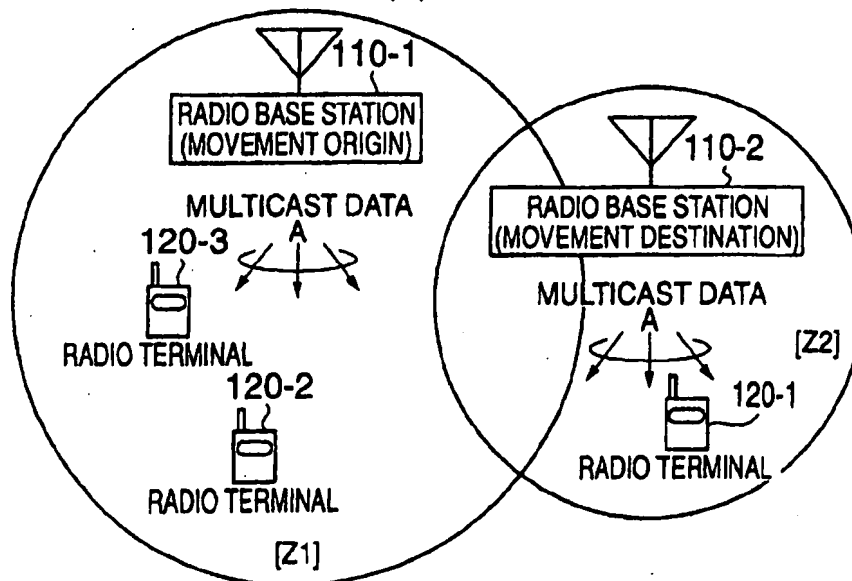 110-1
RADIO BASE STATION
(MOVEMENT ORIGIN)
MULTICAST DATA
A
120-3
RADIO TERMINAL
120-2
RADIO TERMINAL
[Z1]
110-2
RADIO BASE STATION
(MOVEMENT DESTINATION)
MULTICAST DATA
A
[Z2]
120-1
RADIO TERMINAL